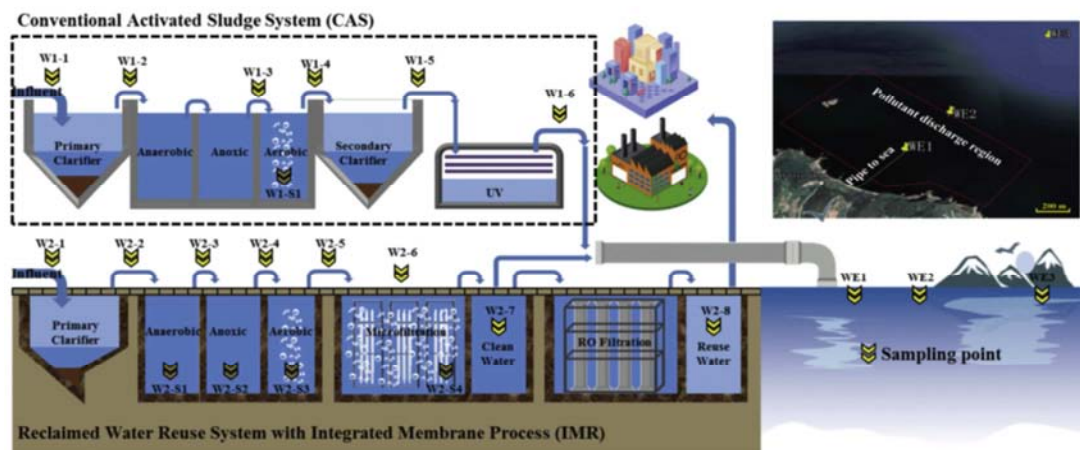 Conventional Activated Sludge System (CAS)
W1-1
W1-2
W1-3
W1-4
W1-5
W1-6
Influent
Primary
Clarifier
Anaerobic
Anoxic
Aerobic
W1-S1
Secondary
Clarifier
UV
WE2
Pollutant discharge region
WE1
Pipe to sea
200 m
W2-1
W2-2
W2-3
W2-4
W2-5
W2-6
Influent
Primary
Clarifier
Anaerobic
Anoxic
Aerobic
W2-S1
W2-S2
W2-S3
Microfiltration
W2-S4
W2-7
Clean
Water
RO Filtration
W2-8
Reuse
Water
WE1
WE2
WE3
Sampling point
Reclaimed Water Reuse System with Integrated Membrane Process (IMR)